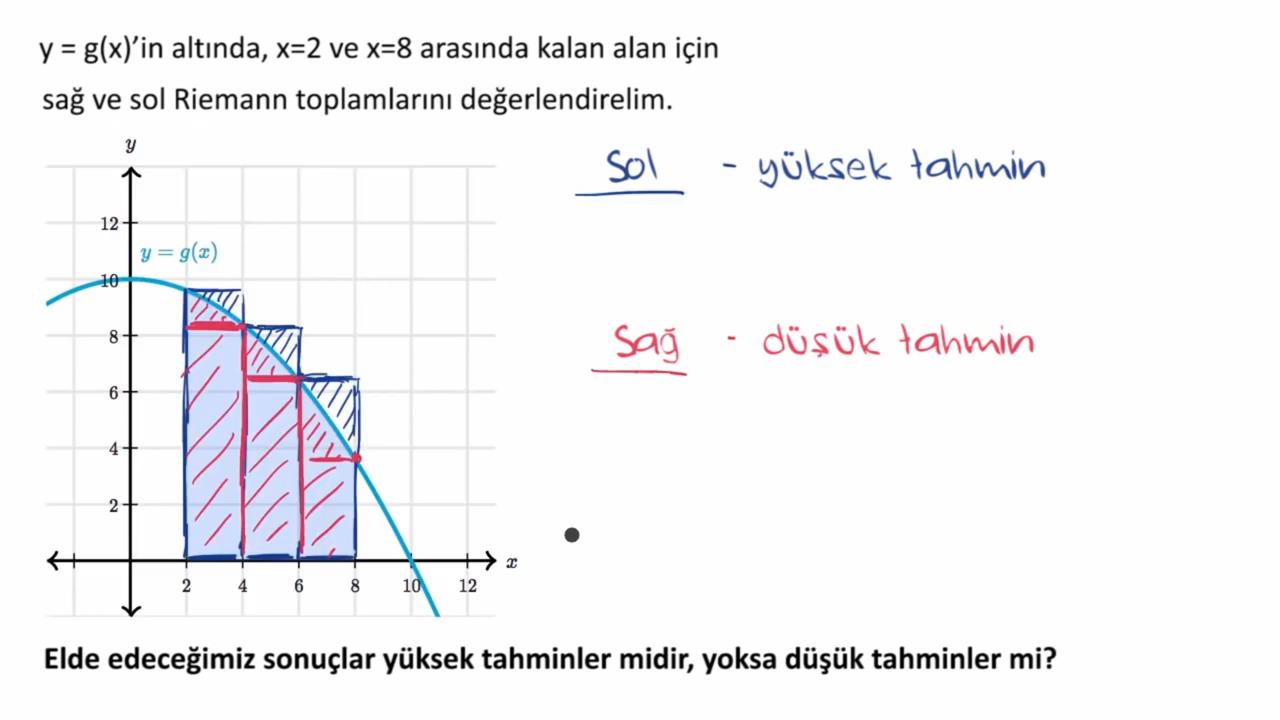 y = g(x)’in altında, x=2 ve x=8 arasında kalan alan için
sağ ve sol Riemann toplamlarını değerlendirelim.
y
sol - yüksek tahmin
12
y = g(x)
10
8
sağ - düşük tahmin
6
4
2
x
2 4 6 8 10 12
Elde edeceğimiz sonuçlar yüksek tahminler midir, yoksa düşük tahminler mi?